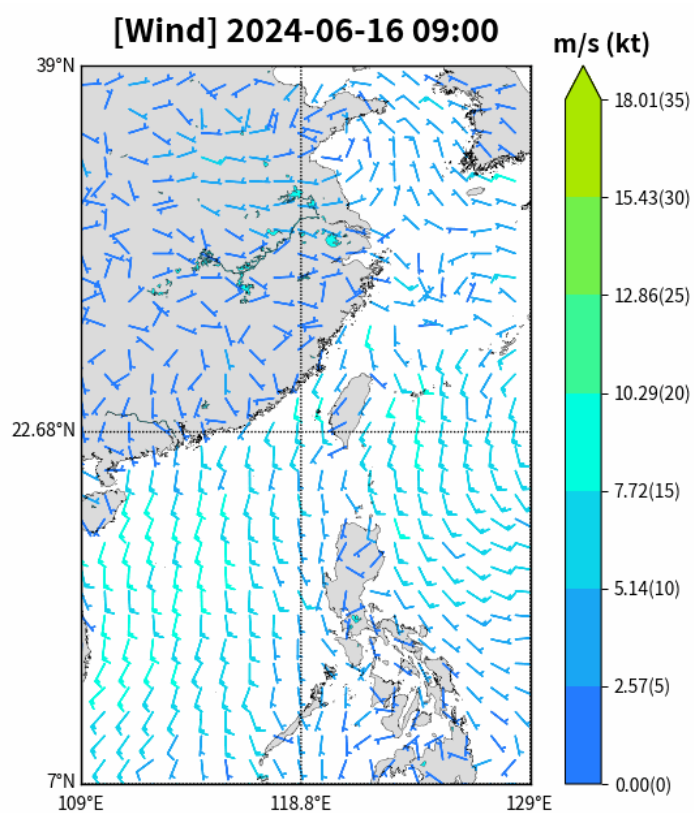 [Wind] 2024-06-16 09:00
m/s (kt)
39°N
18.01(35)
15.43(30)
12.86(25)
10.29(20)
22.68°N
7.72(15)
5.14(10)
2.57(5)
7°N
0.00(0)
109°E
118.8°E
129°E